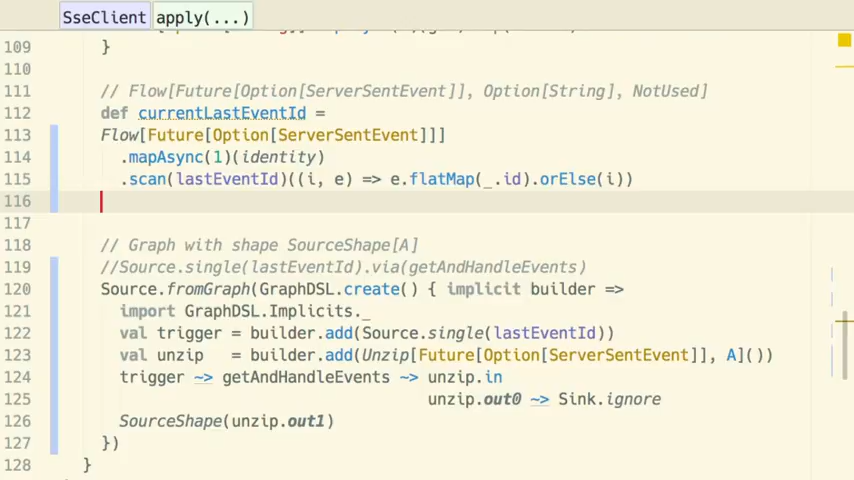 SseClient apply(...)
109 }
110
111 // Flow[Future[Option[ServerSentEvent]], Option[String], NotUsed]
112 def currentLastEventId =
113 Flow[Future[Option[ServerSentEvent]]]
114 .mapAsync(1)(identity)
115 .scan(lastEventId)((i, e) => e.flatMap(_.id).orElse(i))
116
117
118 // Graph with shape SourceShape[A]
119 //Source.single(lastEventId).via(getAndHandleEvents)
120 Source.fromGraph(GraphDSL.create() { implicit builder =>
121 import GraphDSL.Implicits._
122 val trigger = builder.add(Source.single(lastEventId))
123 val unzip = builder.add(Unzip[Future[Option[ServerSentEvent]], A]())
124 trigger ~> getAndHandleEvents ~> unzip.in
125 unzip.out0 ~> Sink.ignore
126 SourceShape(unzip.out1)
127 })
128 }